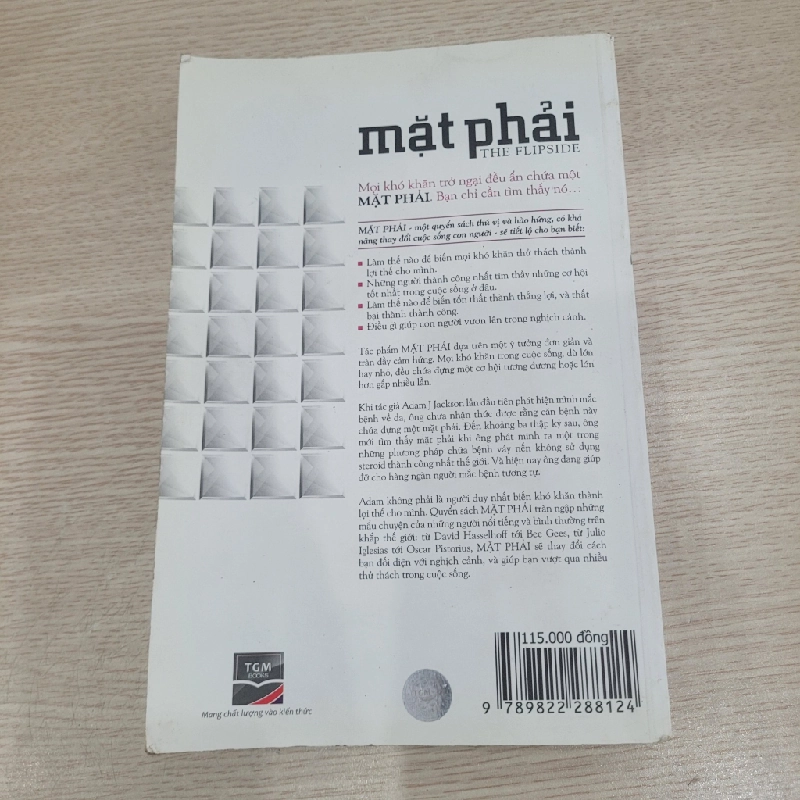 mặt phải
THE FLIPSIDE
Mọi khó khăn trở ngại đều ẩn chứa một
MẶT PHẢI. Bạn chỉ cần tìm thấy nó...
MẶT PHẢI - một quyển sách thú vị và hào hứng, có khả
năng thay đổi cuộc sống con người - sẽ tiết lộ cho bạn biết:
Làm thế nào để biến mọi khó khăn thử thách thành
lợi thế cho mình.
Những người thành công nhất tìm thấy những cơ hội
tốt nhất trong cuộc sống ở đâu.
Làm thế nào để biến tổn thất thành thắng lợi, và thất
bại thành thành công.
Điều gì giúp con người vươn lên trong nghịch cảnh.
Tác phẩm MẶT PHẢI dựa trên một ý tưởng đơn giản và
tràn đầy cảm hứng: Mọi khó khăn trong cuộc sống, dù lớn
hay nhỏ, đều chứa đựng một cơ hội tương đương hoặc lớn
hơn gấp nhiều lần.
Khi tác giả Adam J Jackson lần đầu tiên phát hiện mình mắc
bệnh về da, ông chưa nhận thức được rằng căn bệnh này
chứa đựng một mặt phải. Đến khoảng ba thập kỷ sau, ông
mới tìm thấy mặt phải khi ông phát minh ra một trong
những phương pháp chữa bệnh vẩy nến không sử dụng
steroid thành công nhất thế giới. Và hiện nay ông đang giúp
đỡ cho hàng ngàn người mắc bệnh tương tự.
Adam không phải là người duy nhất biến khó khăn thành
lợi thế cho mình. Quyển sách MẶT PHẢI tràn ngập những
mẩu chuyện của những người nổi tiếng và bình thường trên
khắp thế giới: từ David Hasselhoff tới Bee Gees, từ Julio
Iglesias tới Oscar Pistorius, MẶT PHẢI sẽ thay đổi cách
bạn đối diện với nghịch cảnh, và giúp bạn vượt qua nhiều
thử thách trong cuộc sống.
115.000 đồng
9 789822 288124
TGM
BOOKS
Mang chất lượng vào kiến thức